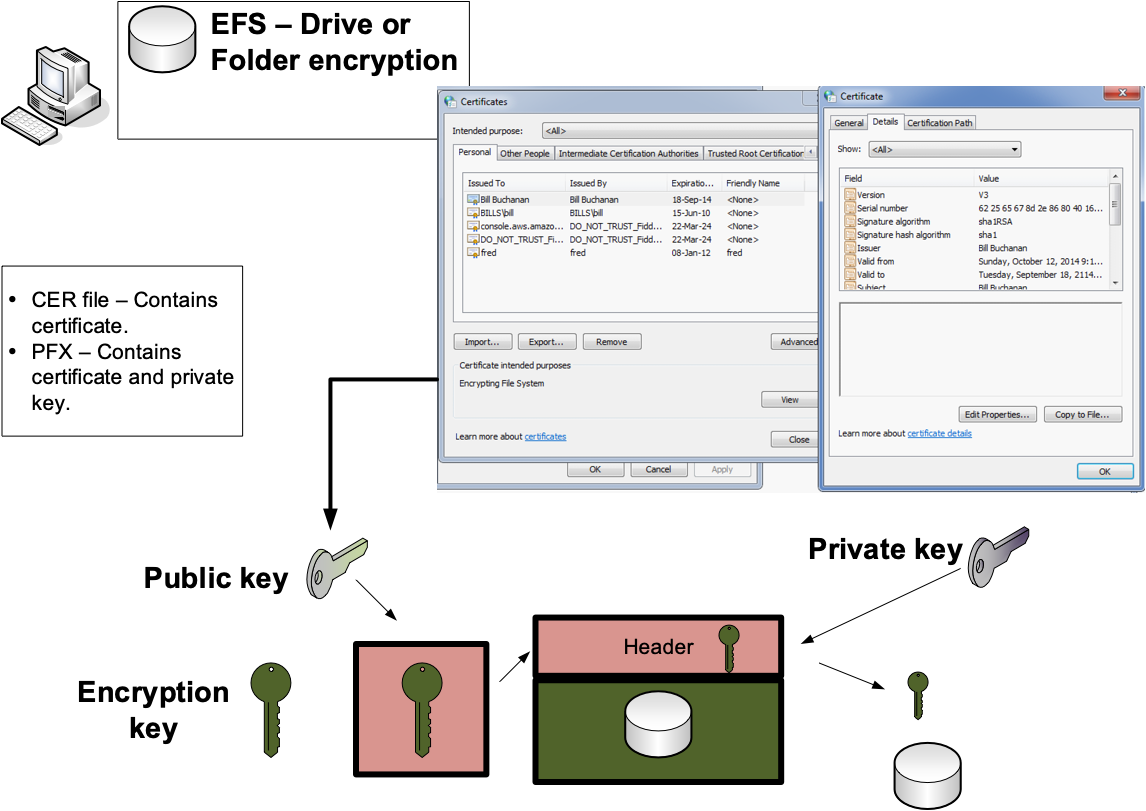 EFS – Drive or
Folder encryption
• CER file – Contains
certificate.
• PFX – Contains
certificate and private
key.
Certificates
Intended purpose: <All>
Personal Other People Intermediate Certification Authorities Trusted Root Certification
Issued To Issued By Expiratio... Friendly Name
Bill Buchanan Bill Buchanan 18-Sep-14 <None>
BILLS\bill BILLS\bill 15-Jun-10 <None>
console.aws.amazo... DO_NOT_TRUST_Fidd... 22-Mar-24 <None>
DO_NOT_TRUST_Fi... DO_NOT_TRUST_Fidd... 22-Mar-24 <None>
fred fred 08-Jan-12 fred
Import... Export... Remove Advanced
Certificate intended purposes
Encrypting File System
View
Learn more about certificates
Close
OK Cancel Apply
Certificate
General Details Certification Path
Show: <All>
Field Value
Version V3
Serial number 62 25 65 67 8d 2e 86 80 40 16...
Signature algorithm sha1RSA
Signature hash algorithm sha1
Issuer Bill Buchanan
Valid from Sunday, October 12, 2014 9:1...
Valid to Tuesday, September 18, 2114...
Subject Bill Buchanan
Edit Properties... Copy to File...
Learn more about certificate details
OK
Public key
Private key
Header
Encryption
key